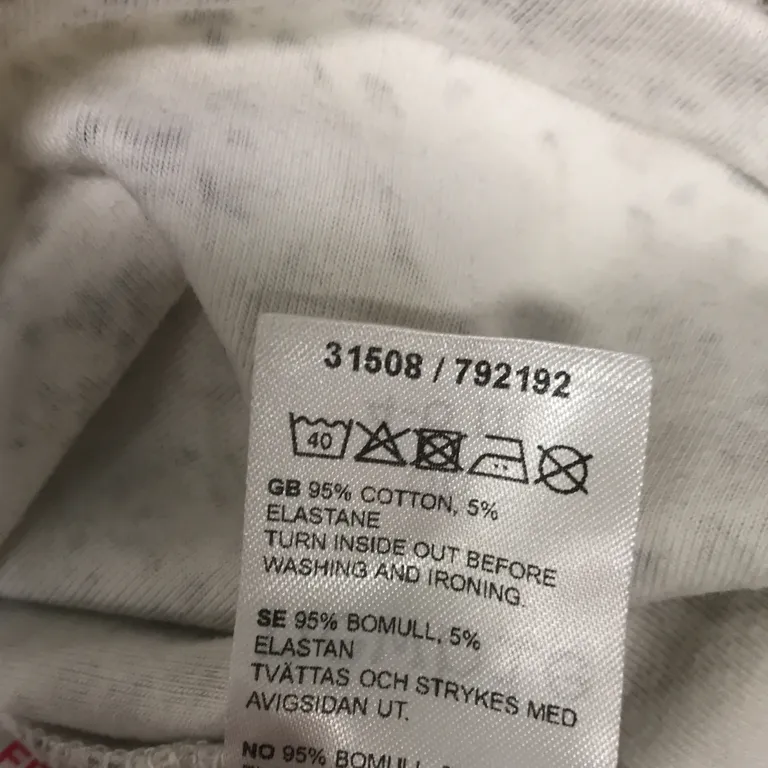 31508 / 792192
40
GB 95% COTTON, 5%
ELASTANE
TURN INSIDE OUT BEFORE
WASHING AND IRONING.
SE 95% BOMULL, 5%
ELASTAN
TVÄTTAS OCH STRYKES MED
AVIGSIDAN UT.
NO 95% BOMULL,